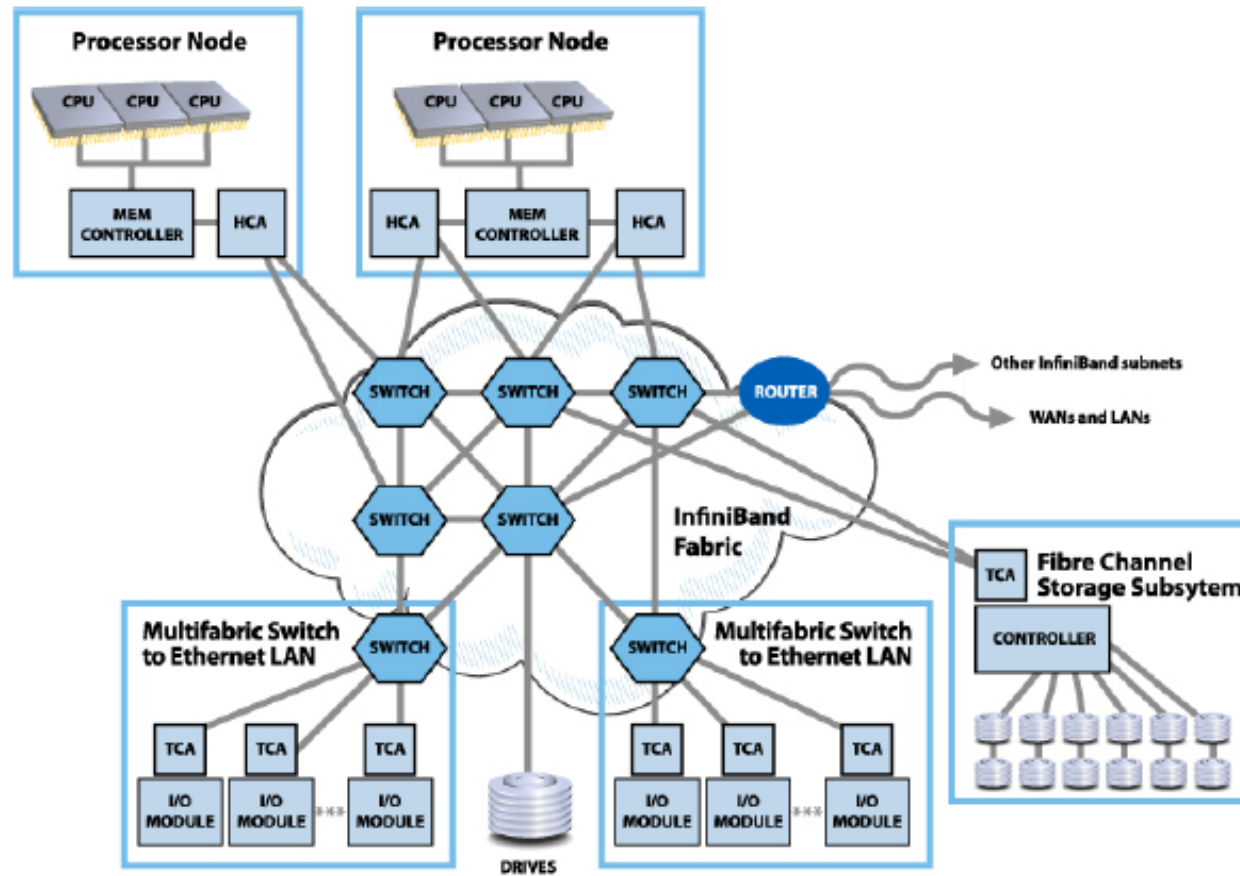 Processor Node
CPU CPU CPU
MEM
CONTROLLER
HCA
Processor Node
CPU CPU CPU
HCA
MEM
CONTROLLER
HCA
SWITCH
SWITCH
SWITCH
ROUTER
Other InfiniBand subnets
WANs and LANs
SWITCH
SWITCH
InfiniBand
Fabric
TCA
Fibre Channel
Storage Subsytem
CONTROLLER
Multifabric Switch
to Ethernet LAN
SWITCH
TCA
TCA
TCA
I/O
MODULE
I/O
MODULE
***
I/O
MODULE
DRIVES
SWITCH
Multifabric Switch
to Ethernet LAN
TCA
TCA
TCA
I/O
MODULE
I/O
MODULE
***
I/O
MODULE